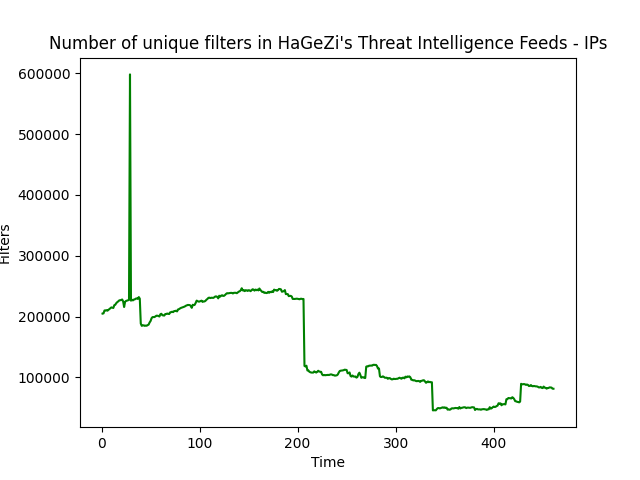 Number of unique filters in HaGeZi's Threat Intelligence Feeds - IPs
600000
500000
400000
300000
200000
100000
Filters
0 100 200 300 400
Time